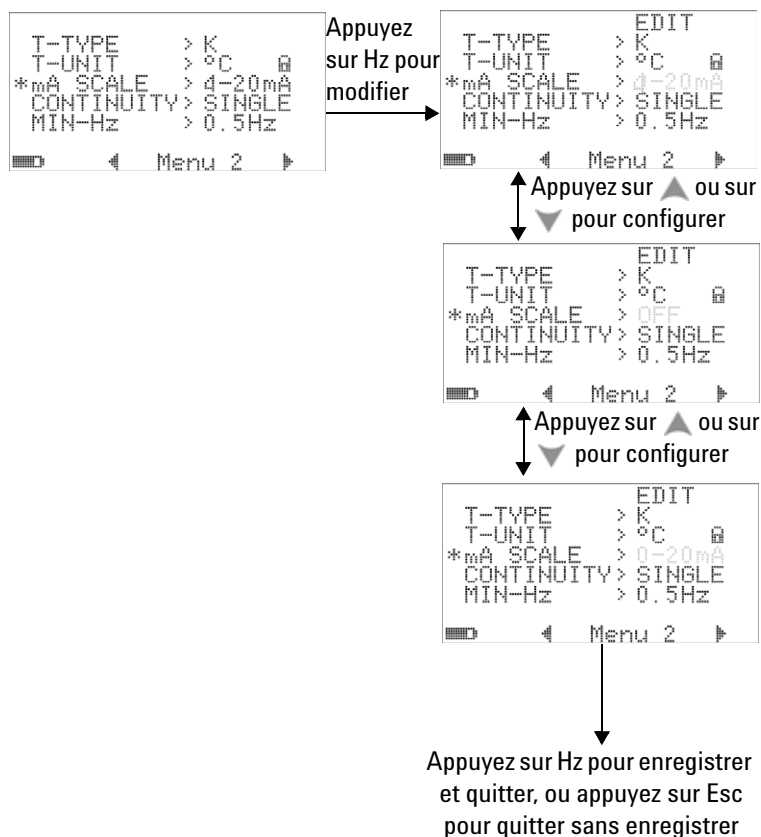 T-TYPE > K
T-UNIT > °C
*mA SCALE > 4-20mA
CONTINUITY> SINGLE
MIN-Hz > 0.5Hz
Menu 2
Appuyez
sur Hz pour
modifier
EDIT
T-TYPE > K
T-UNIT > °C
*mA SCALE > 4-20mA
CONTINUITY> SINGLE
MIN-Hz > 0.5Hz
Menu 2
Appuyez sur ou sur
pour configurer
EDIT
T-TYPE > K
T-UNIT > °C
*mA SCALE > OFF
CONTINUITY> SINGLE
MIN-Hz > 0.5Hz
Menu 2
Appuyez sur ou sur
pour configurer
EDIT
T-TYPE > K
T-UNIT > °C
*mA SCALE > 0-20mA
CONTINUITY> SINGLE
MIN-Hz > 0.5Hz
Menu 2
Appuyez sur Hz pour enregistrer
et quitter, ou appuyez sur Esc
pour quitter sans enregistrer